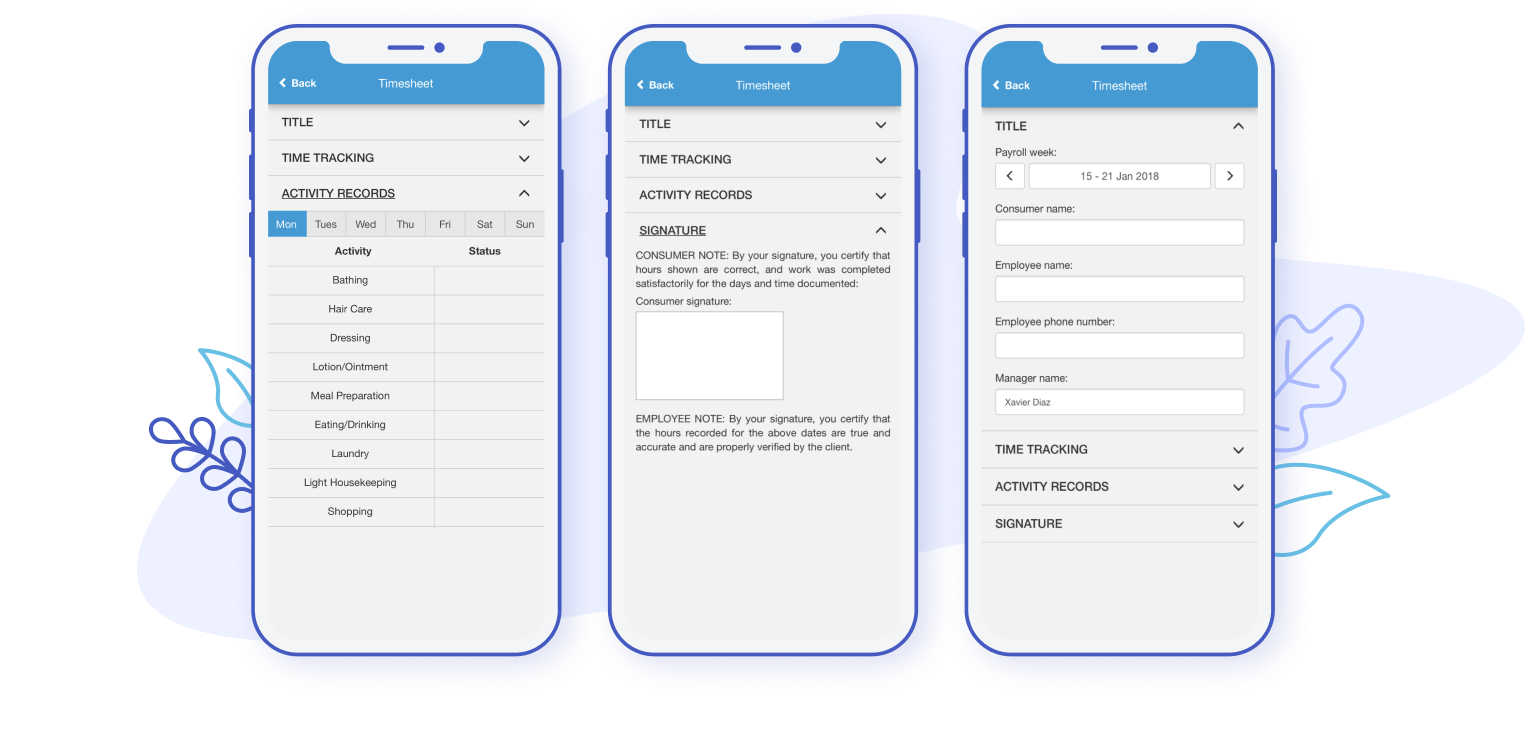 Back
Timesheet
TITLE
TIME TRACKING
ACTIVITY RECORDS
Mon Tues Wed Thu Fri Sat Sun
Activity Status
Bathing
Hair Care
Dressing
Lotion/Ointment
Meal Preparation
Eating/Drinking
Laundry
Light Housekeeping
Shopping
Back
Timesheet
TITLE
TIME TRACKING
ACTIVITY RECORDS
SIGNATURE
CONSUMER NOTE: By your signature, you certify that
hours shown are correct, and work was completed
satisfactorily for the days and time documented:
Consumer signature:
EMPLOYEE NOTE: By your signature, you certify that
the hours recorded for the above dates are true and
accurate and are properly verified by the client.
Back
Timesheet
TITLE
Payroll week:
15 - 21 Jan 2018
Consumer name:
Employee name:
Employee phone number:
Manager name:
Xavier Diaz
TIME TRACKING
ACTIVITY RECORDS
SIGNATURE